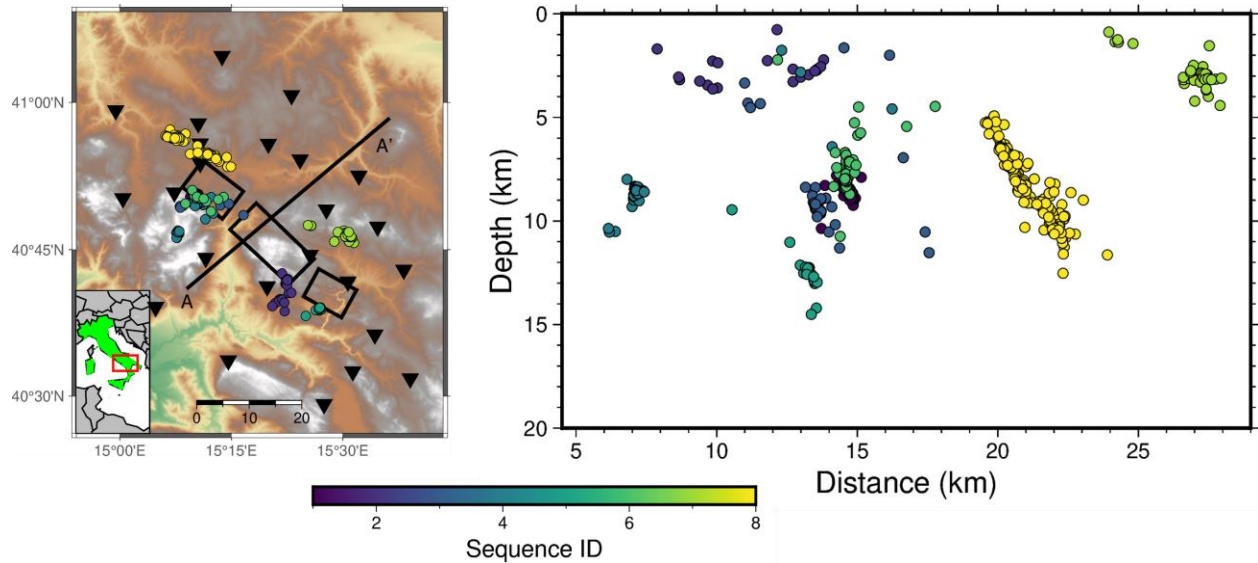 41°00'N
40°45'N
40°30'N
A
A'
0 5 10 20
15°00'E 15°15'E 15°30'E
0
5
10
15
20
Depth (km)
5 10 15 20 25
Distance (km)
2 4 6 8
Sequence ID